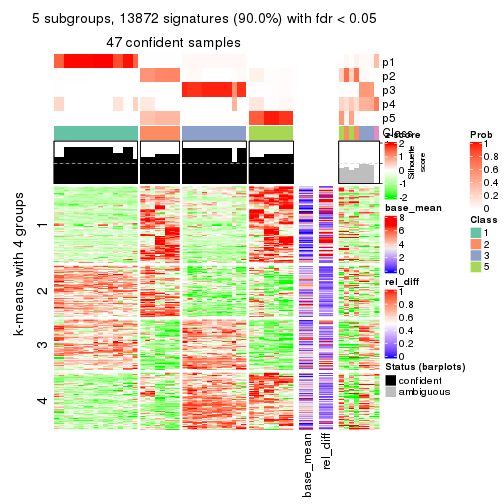 5 subgroups, 13872 signatures (90.0%) with fdr < 0.05
47 confident samples
p1
p2
p3
p4
p5
Class
z-score
2
1
0
-1
-2
Silhouette
score
Prob
1
0.8
0.6
0.4
0.2
0
k-means with 4 groups
1
2
3
4
base_mean
8
6
4
2
0
Class
1
2
3
5
rel_diff
1
0.8
0.6
0.4
0.2
0
Status (barplots)
confident
ambiguous
base_mean
rel_diff